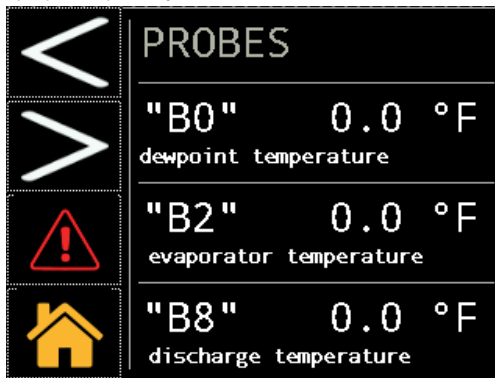 PROBES
"B0" 0.0 °F
dewpoint temperature
"B2" 0.0 °F
evaporator temperature
"B8" 0.0 °F
discharge temperature